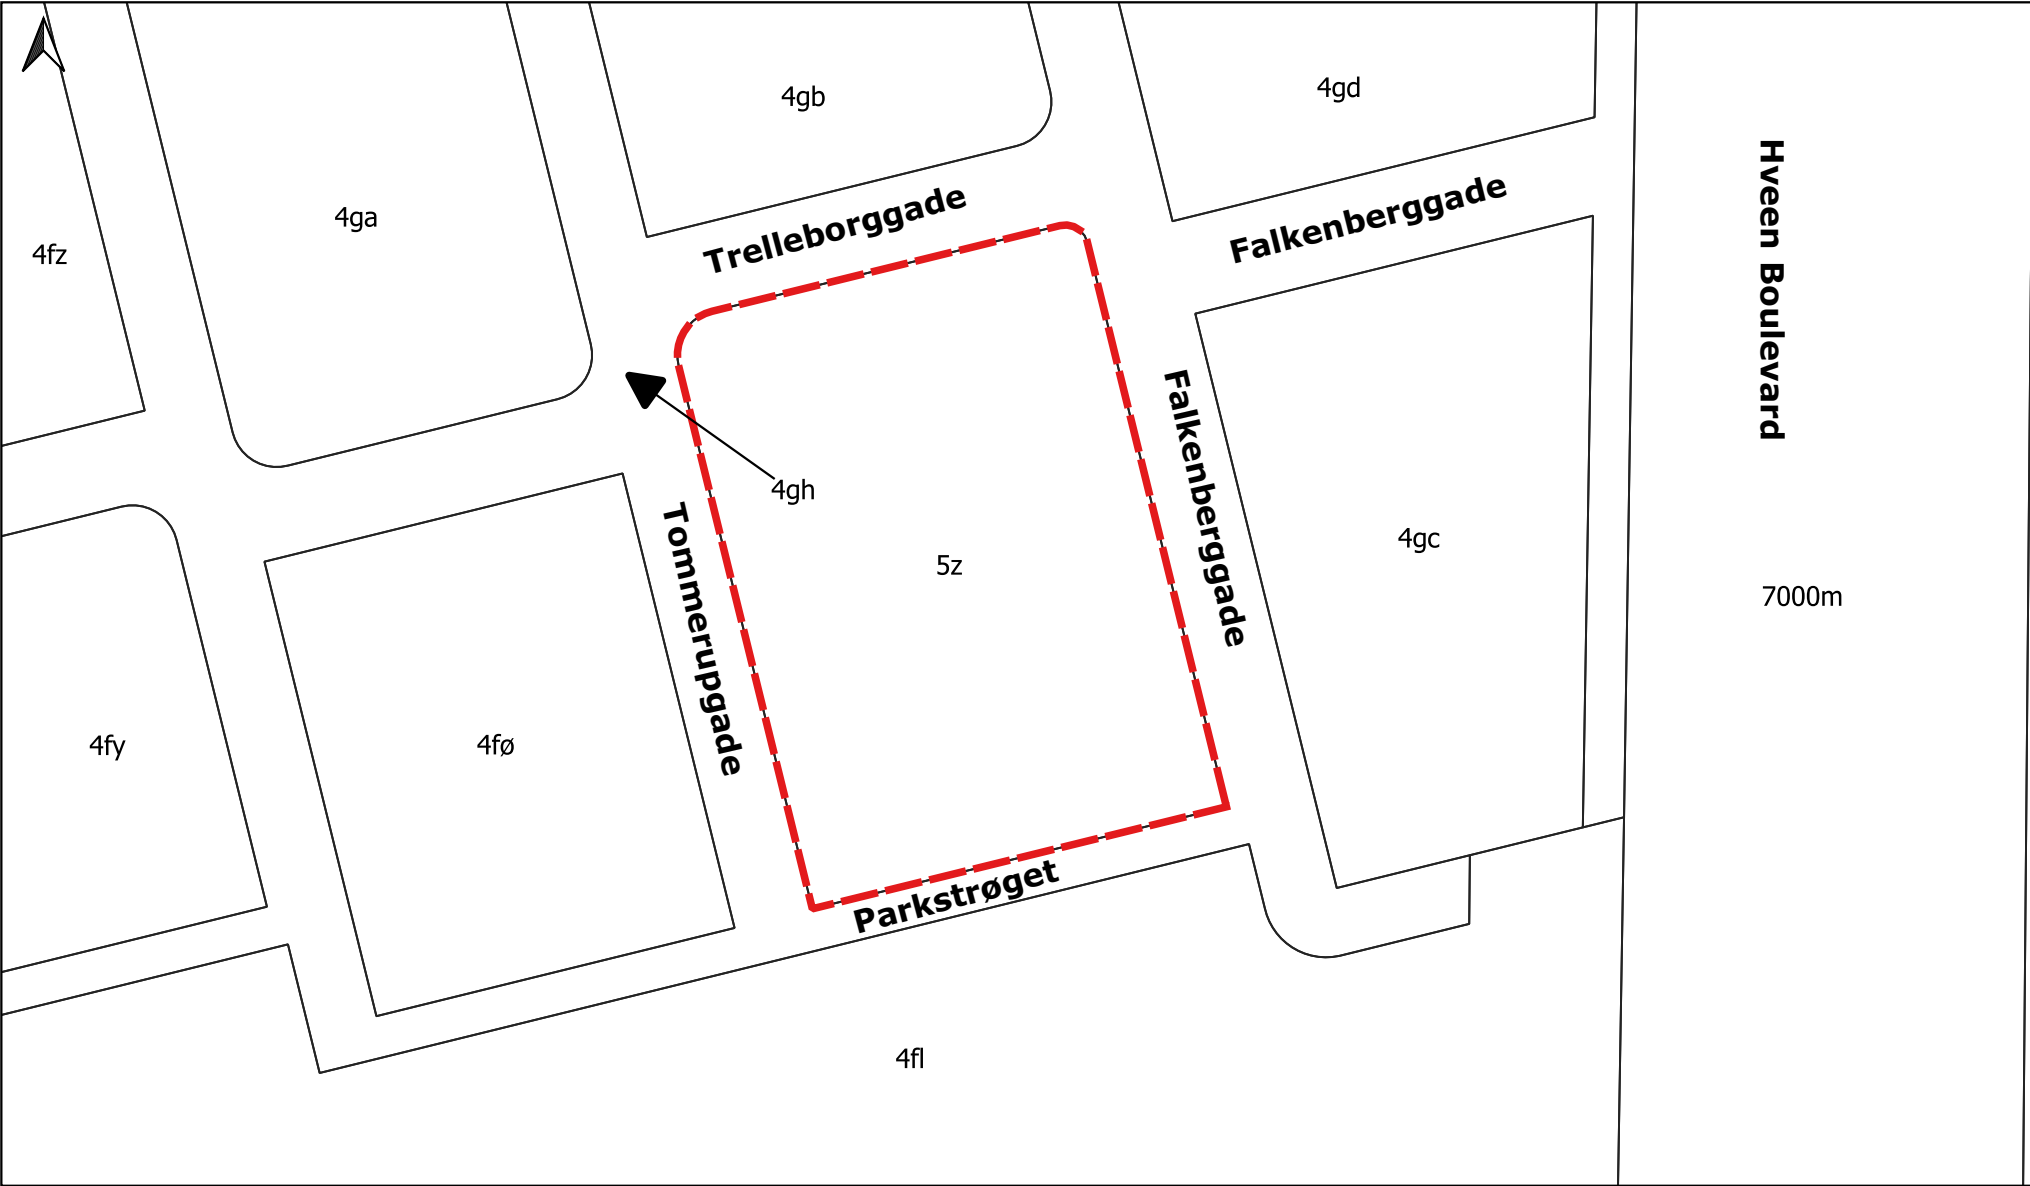 4gb
4gd
Hveen Boulevard
4ga
Trelleborggade
Falkenberggade
4fz
Falkenberggade
4gh
Tommerupgade
4gc
5z
7000m
4fy
4fø
Parkstrøget
4fl